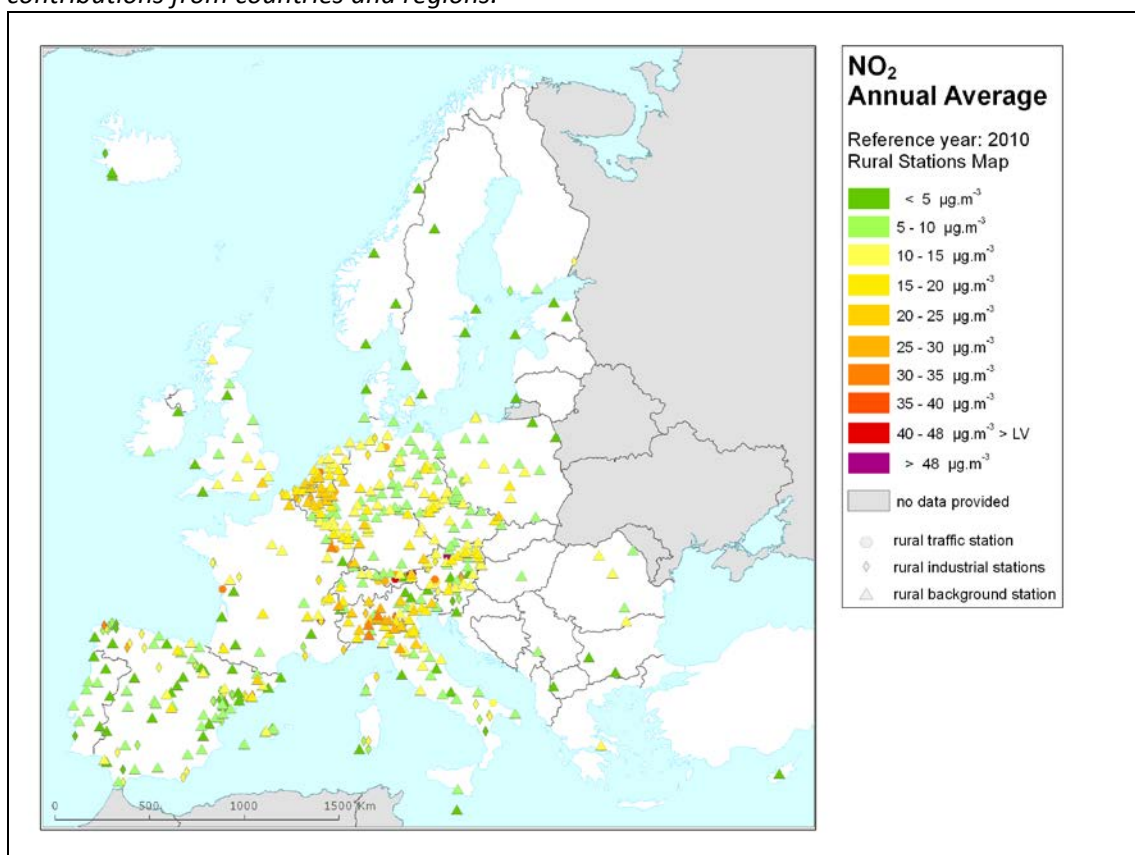 contributions from countries and regions.
NO₂
Annual Average
Reference year: 2010
Rural Stations Map
< 5 µg.m⁻³
5 - 10 µg.m⁻³
10 - 15 µg.m⁻³
15 - 20 µg.m⁻³
20 - 25 µg.m⁻³
25 - 30 µg.m⁻³
30 - 35 µg.m⁻³
35 - 40 µg.m⁻³
40 - 48 µg.m⁻³ > LV
> 48 µg.m⁻³
no data provided
rural traffic station
rural industrial stations
rural background station
0 500 1000 1500 Km